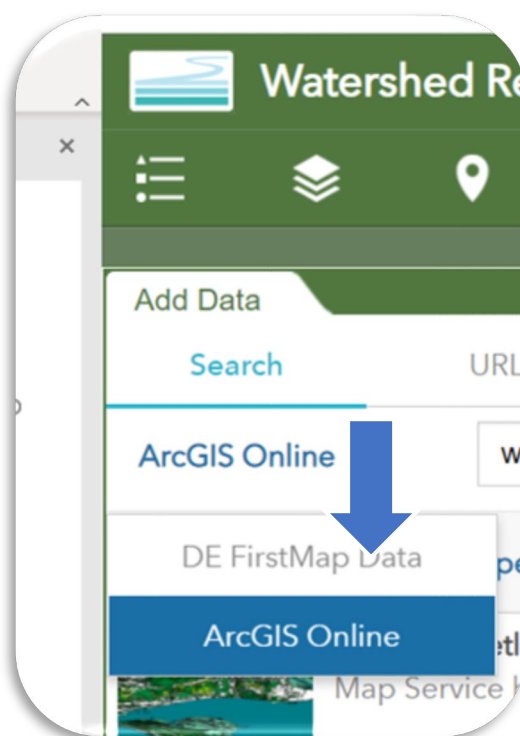 Watershed Re
Add Data
Search URL
ArcGIS Online w
DE FirstMap Data
ArcGIS Online
Map Service